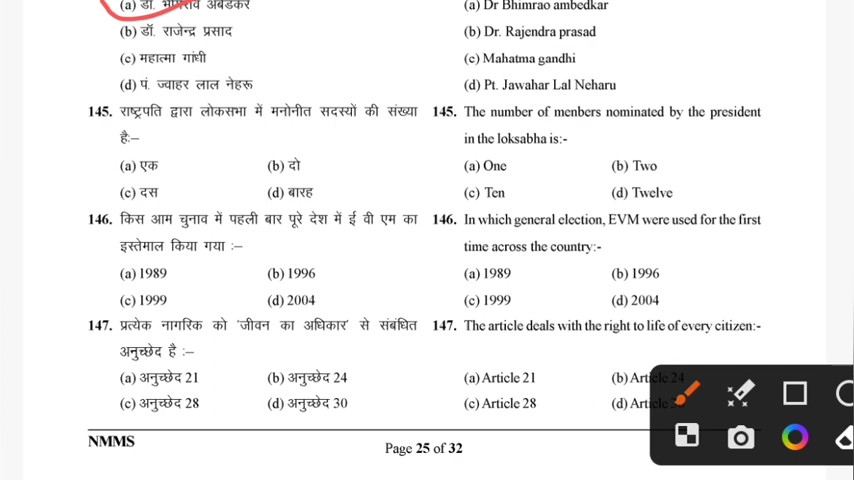 (a) डॉ. भीमराव अंबेडकर
(b) डॉ. राजेन्द्र प्रसाद
(c) महात्मा गांधी
(d) पं. ज्वाहर लाल नेहरू
145. राष्ट्रपति द्वारा लोकसभा में मनोनीत सदस्यों की संख्या
है:–
(a) एक (b) दो
(c) दस (d) बारह
146. किस आम चुनाव में पहली बार पूरे देश में ई वी एम का
इस्तेमाल किया गया :–
(a) 1989 (b) 1996
(c) 1999 (d) 2004
147. प्रत्येक नागरिक को 'जीवन का अधिकार' से संबंधित
अनुच्छेद है :–
(a) अनुच्छेद 21 (b) अनुच्छेद 24
(c) अनुच्छेद 28 (d) अनुच्छेद 30
(a) Dr Bhimrao ambedkar
(b) Dr. Rajendra prasad
(c) Mahatma gandhi
(d) Pt. Jawahar Lal Neharu
145. The number of menbers nominated by the president
in the loksabha is:-
(a) One (b) Two
(c) Ten (d) Twelve
146. In which general election, EVM were used for the first
time across the country:-
(a) 1989 (b) 1996
(c) 1999 (d) 2004
147. The article deals with the right to life of every citizen:-
(a) Article 21 (b) Article 24
(c) Article 28 (d) Article
NMMS
Page 25 of 32